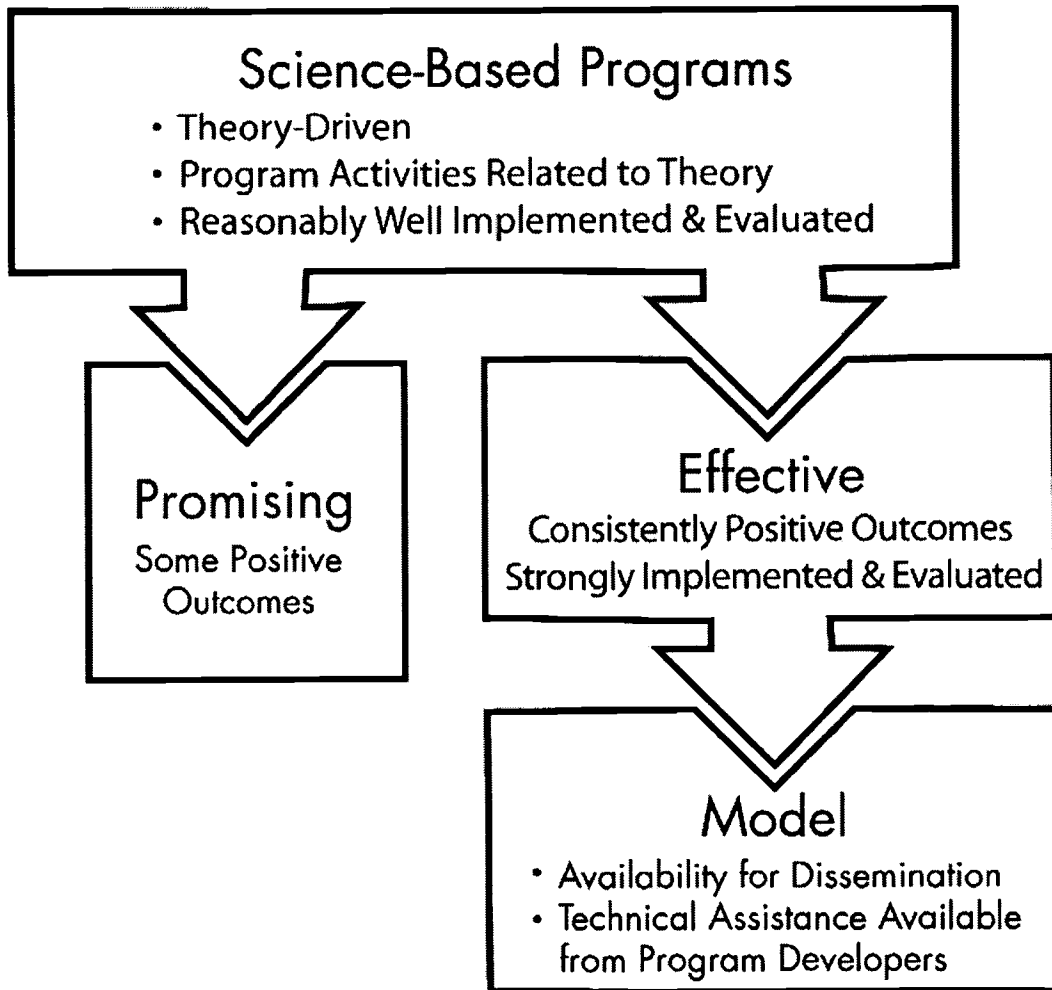 Science-Based Programs
• Theory-Driven
• Program Activities Related to Theory
• Reasonably Well Implemented & Evaluated
Promising
Some Positive
Outcomes
Effective
Consistently Positive Outcomes
Strongly Implemented & Evaluated
Model
• Availability for Dissemination
• Technical Assistance Available
from Program Developers